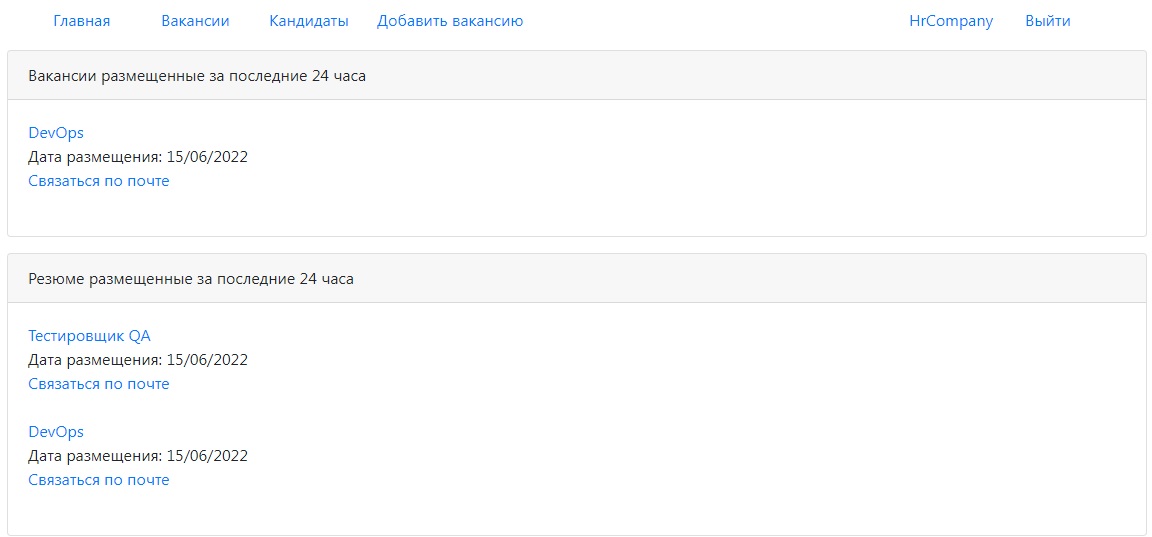 Главная Вакансии Кандидаты Добавить вакансию HrCompany Выйти
Вакансии размещенные за последние 24 часа
DevOps
Дата размещения: 15/06/2022
Связаться по почте
Резюме размещенные за последние 24 часа
Тестировщик QA
Дата размещения: 15/06/2022
Связаться по почте
DevOps
Дата размещения: 15/06/2022
Связаться по почте